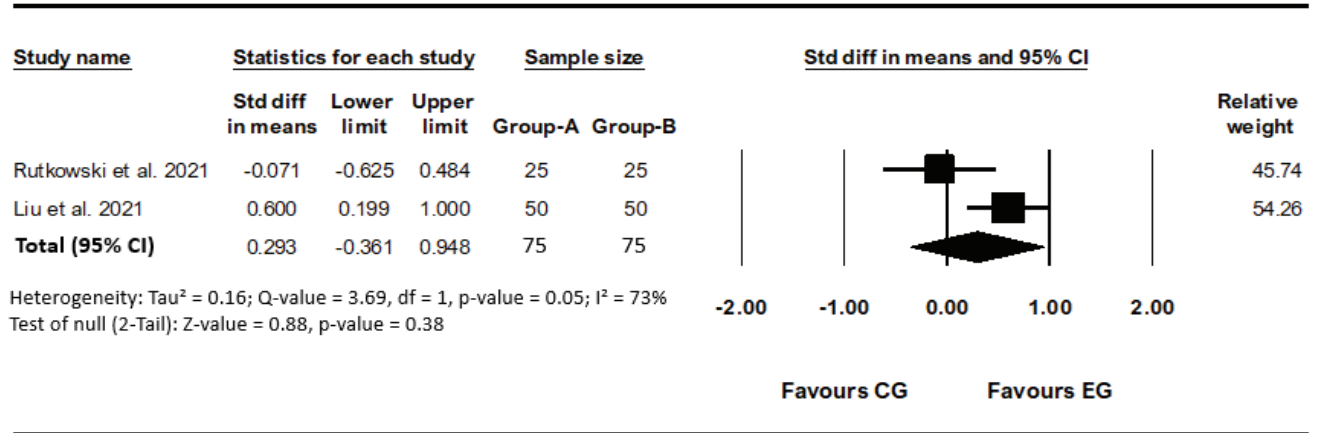 Study name Statistics for each study Sample size Std diff in means and 95% CI
Std diff Lower Upper Relative
in means limit limit Group-A Group-B weight
Rutkowski et al. 2021 -0.071 -0.625 0.484 25 25 45.74
Liu et al. 2021 0.600 0.199 1.000 50 50 54.26
Total (95% CI) 0.293 -0.361 0.948 75 75
Heterogeneity: Tau² = 0.16; Q-value = 3.69, df = 1, p-value = 0.05; I² = 73%
Test of null (2-Tail): Z-value = 0.88, p-value = 0.38
-2.00 -1.00 0.00 1.00 2.00
Favours CG Favours EG